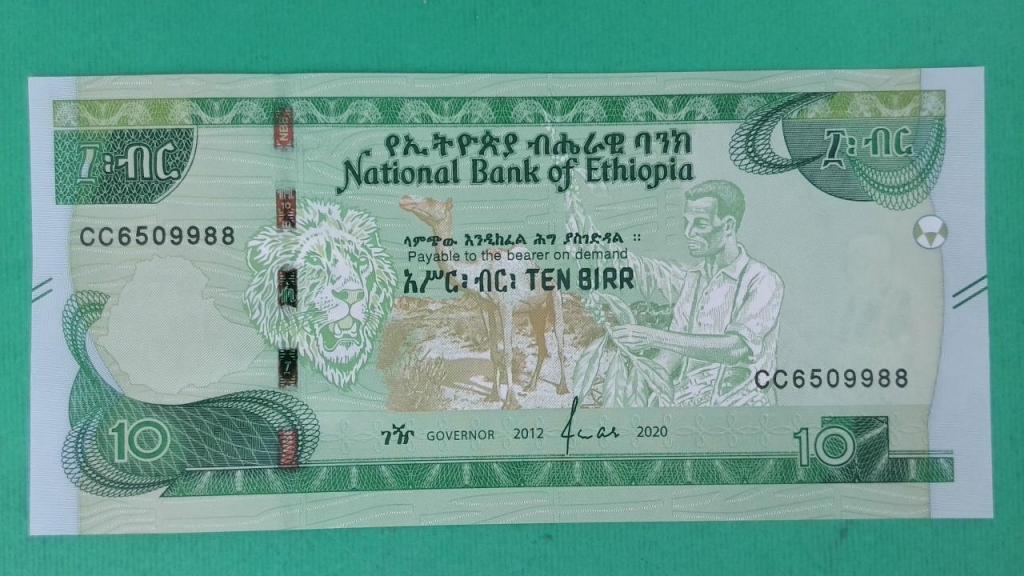 ፲፡ብር
፲፡ብር
የኢትዮጵያ ብሔራዊ ባንክ
National Bank of Ethiopia
CC6509988
ላምጭው እንዲከፈል ሕግ ያስገድዳል ።
Payable to the bearer on demand
አሥር፡ ብር፡ TEN BIRR
CC6509988
ገዥ GOVERNOR 2012 2020
10
10